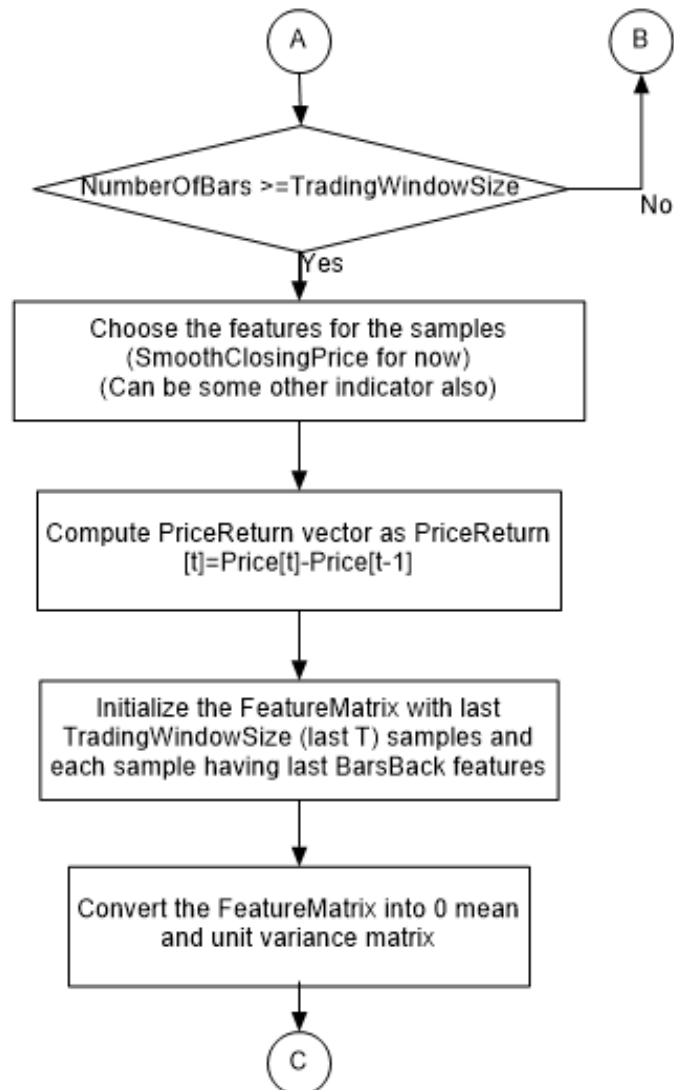 A
B
NumberOfBars >=TradingWindowSize
No
Yes
Choose the features for the samples
(SmoothClosingPrice for now)
(Can be some other indicator also)
Compute PriceReturn vector as PriceReturn
[t]=Price[t]-Price[t-1]
Initialize the FeatureMatrix with last
TradingWindowSize (last T) samples and
each sample having last BarsBack features
Convert the FeatureMatrix into 0 mean
and unit variance matrix
C